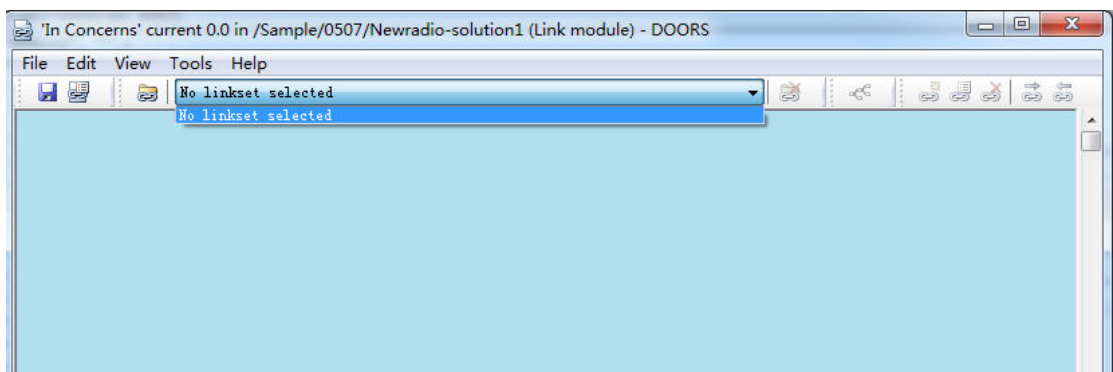 'In Concerns' current 0.0 in /Sample/0507/Newradio-solution1 (Link module) - DOORS
File Edit View Tools Help
No linkset selected
No linkset selected